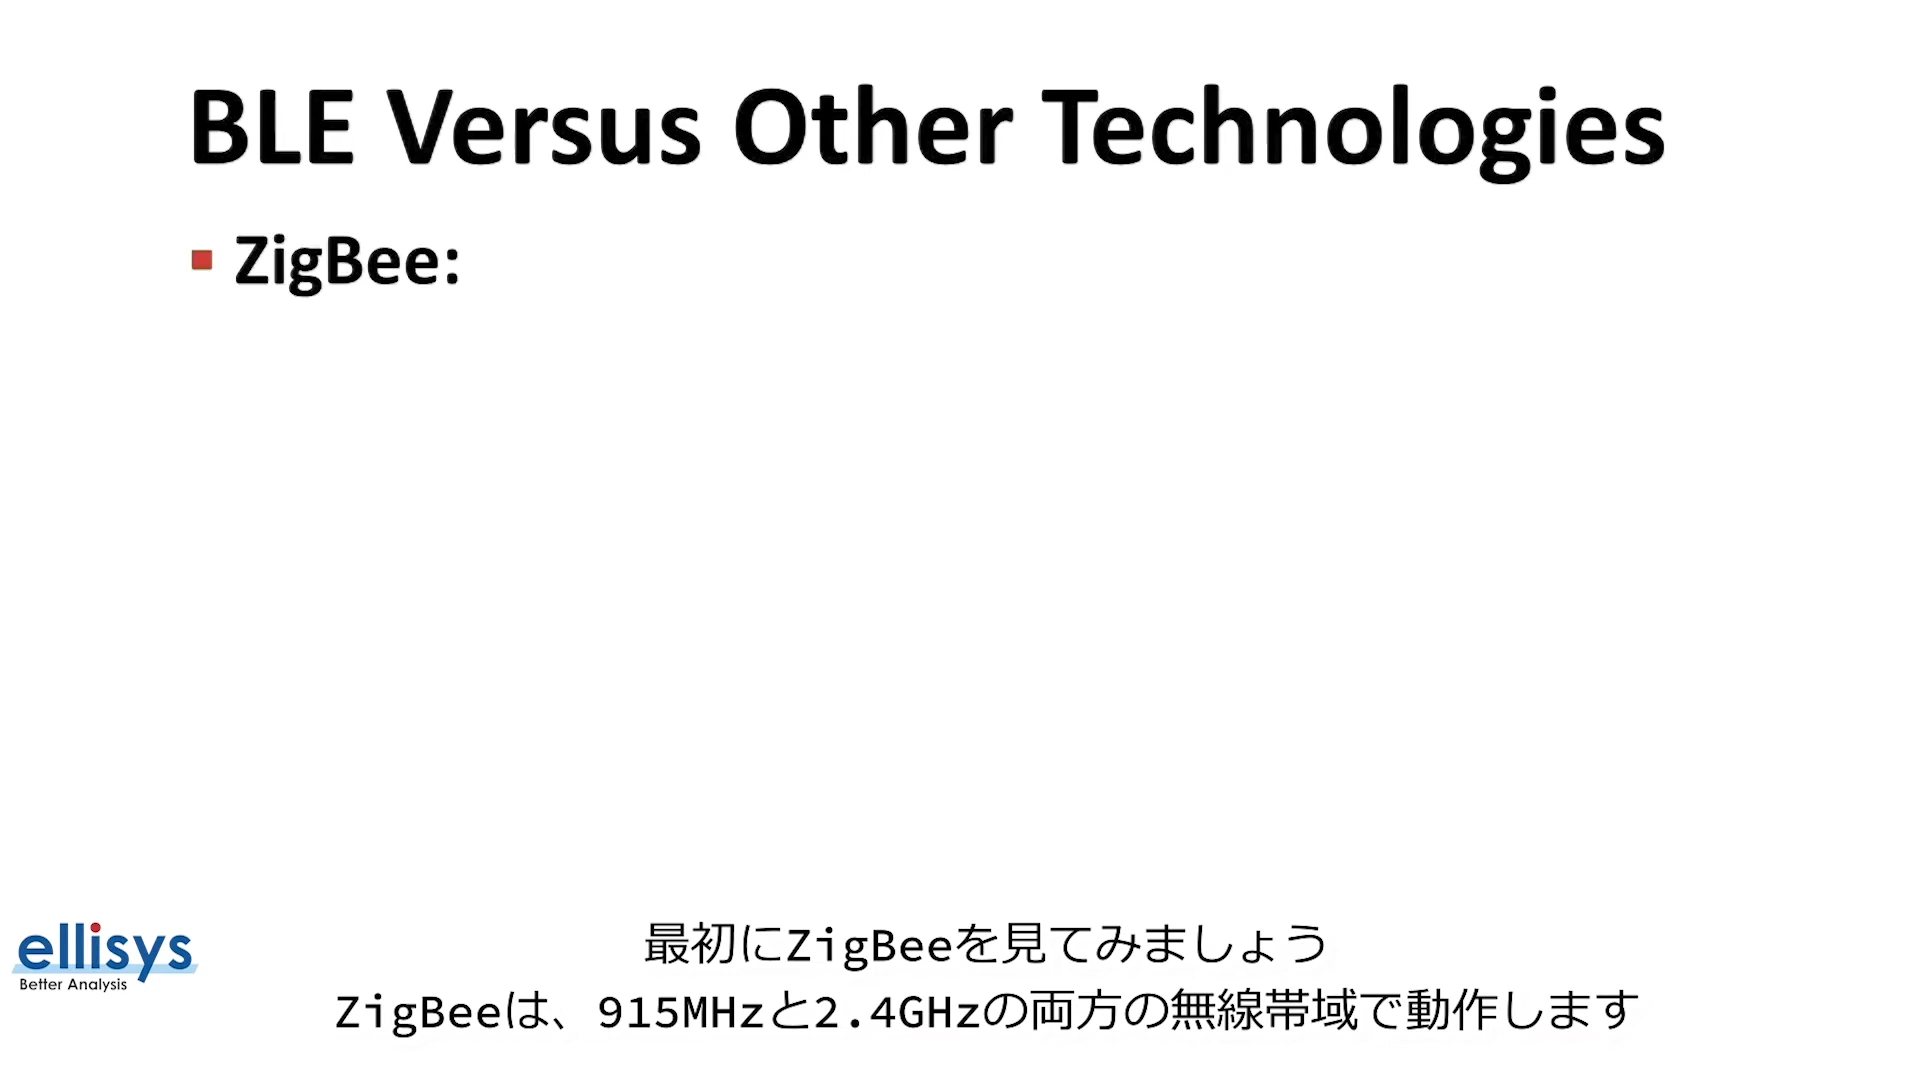 BLE Versus Other Technologies
ZigBee:
ellisys
Better Analysis
最初にZigBeeを見てみましょう
ZigBeeは、915MHzと2.4GHzの両方の無線帯域で動作します